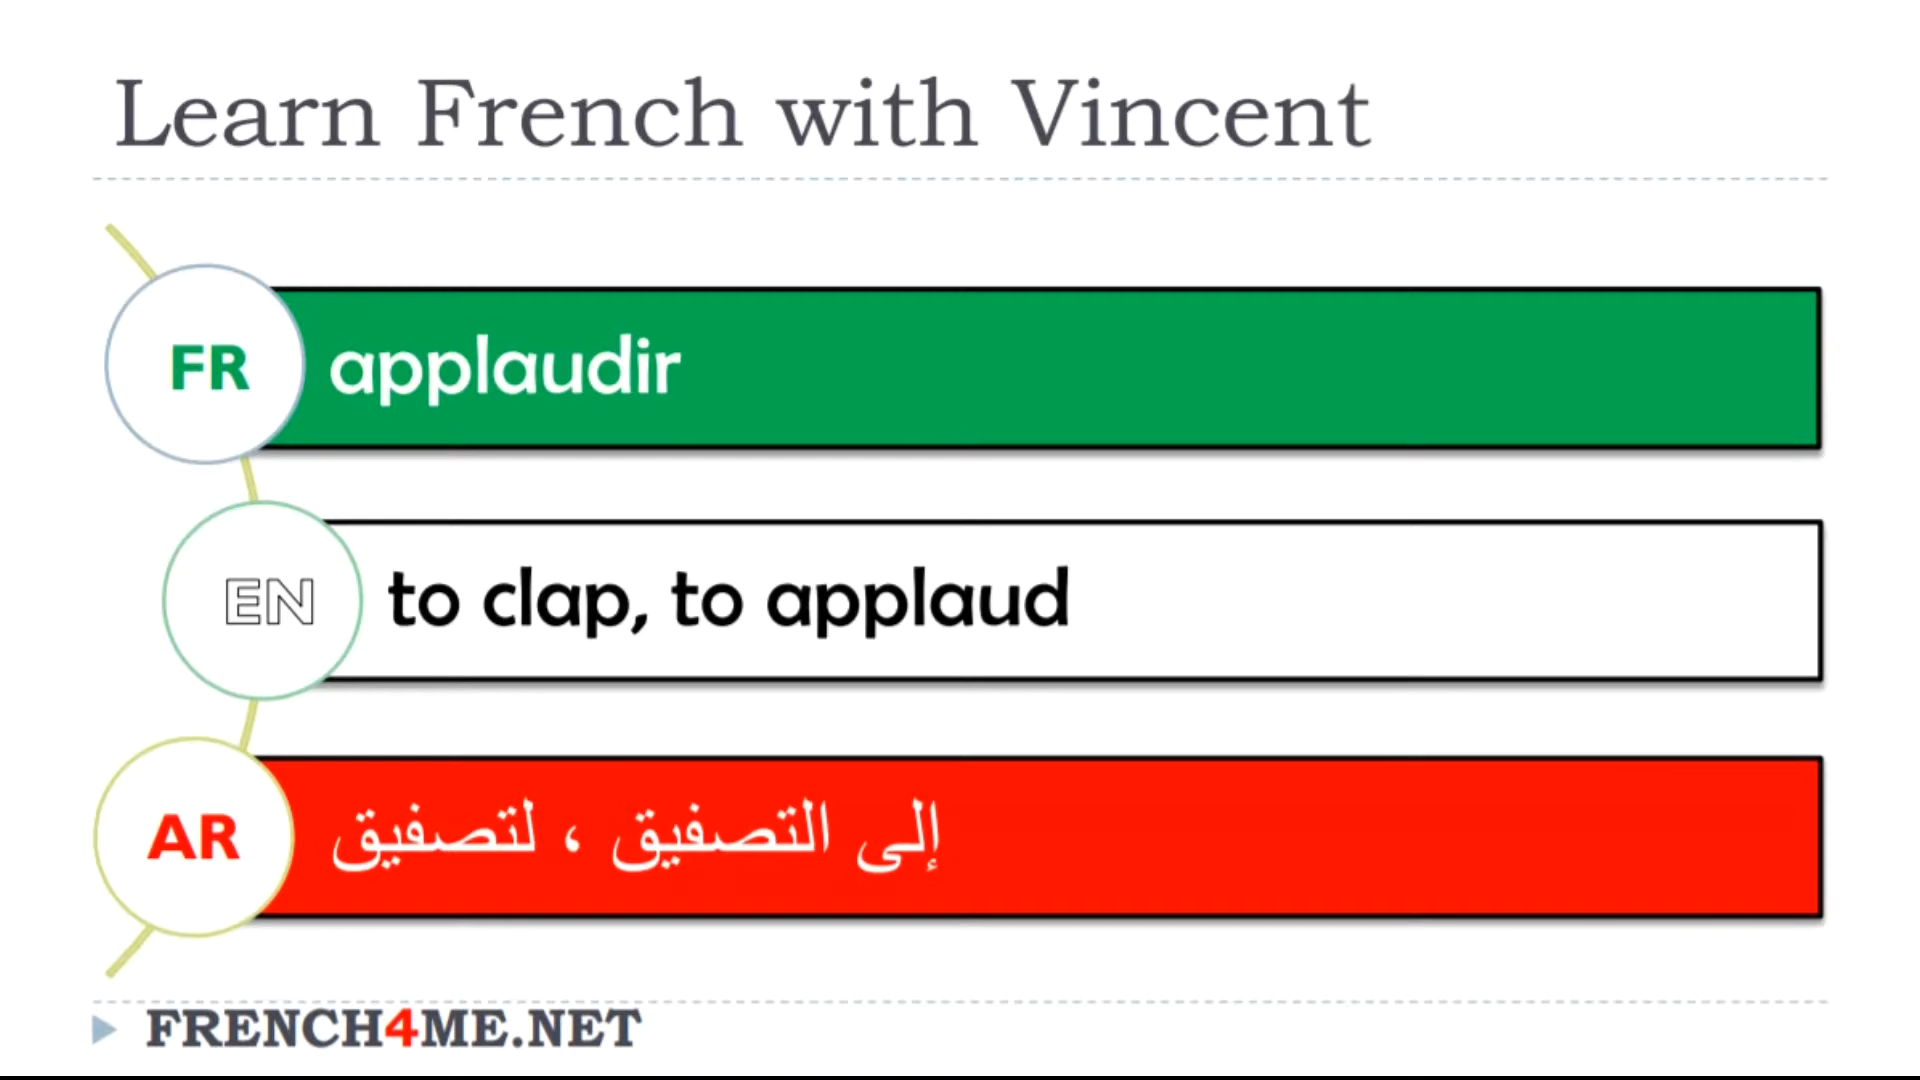 Learn French with Vincent
FR
applaudir
EN
to clap, to applaud
AR
إلى التصفيق ، لتصفيق
FRENCH4ME.NET